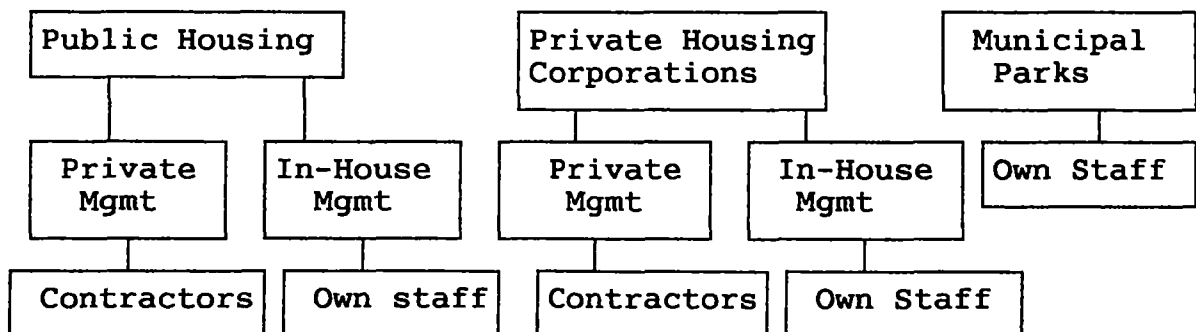 Public Housing
Private Housing
Corporations
Municipal
Parks
Private
Mgmt
In-House
Mgmt
Private
Mgmt
In-House
Mgmt
Own Staff
Contractors
Own staff
Contractors
Own Staff